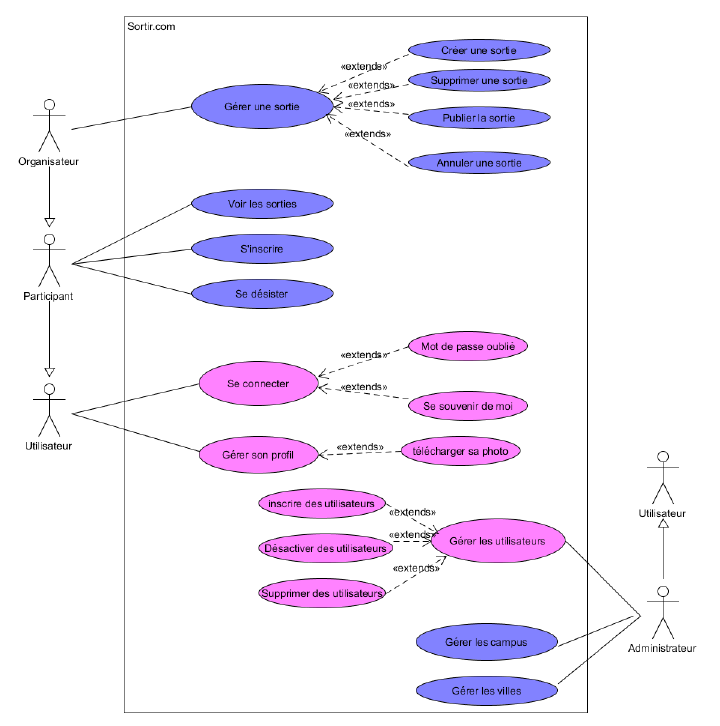 Sortir.com
Créer une sortie
«extends»
Supprimer une sortie
«extends»
Gérer une sortie
«extends»
Publier la sortie
«extends»
Annuler une sortie
Organisateur
Voir les sorties
S'inscrire
Participant
Se désister
Mot de passe oublié
«extends»
Se connecter
«extends»
Se souvenir de moi
Utilisateur
«extends»
Gérer son profil
télécharger sa photo
inscrire des utilisateurs
«extends»
Utilisateur
«extends»
Désactiver des utilisateurs
Gérer les utilisateurs
«extends»
Supprimer des utilisateurs
Gérer les campus
Administrateur
Gérer les villes